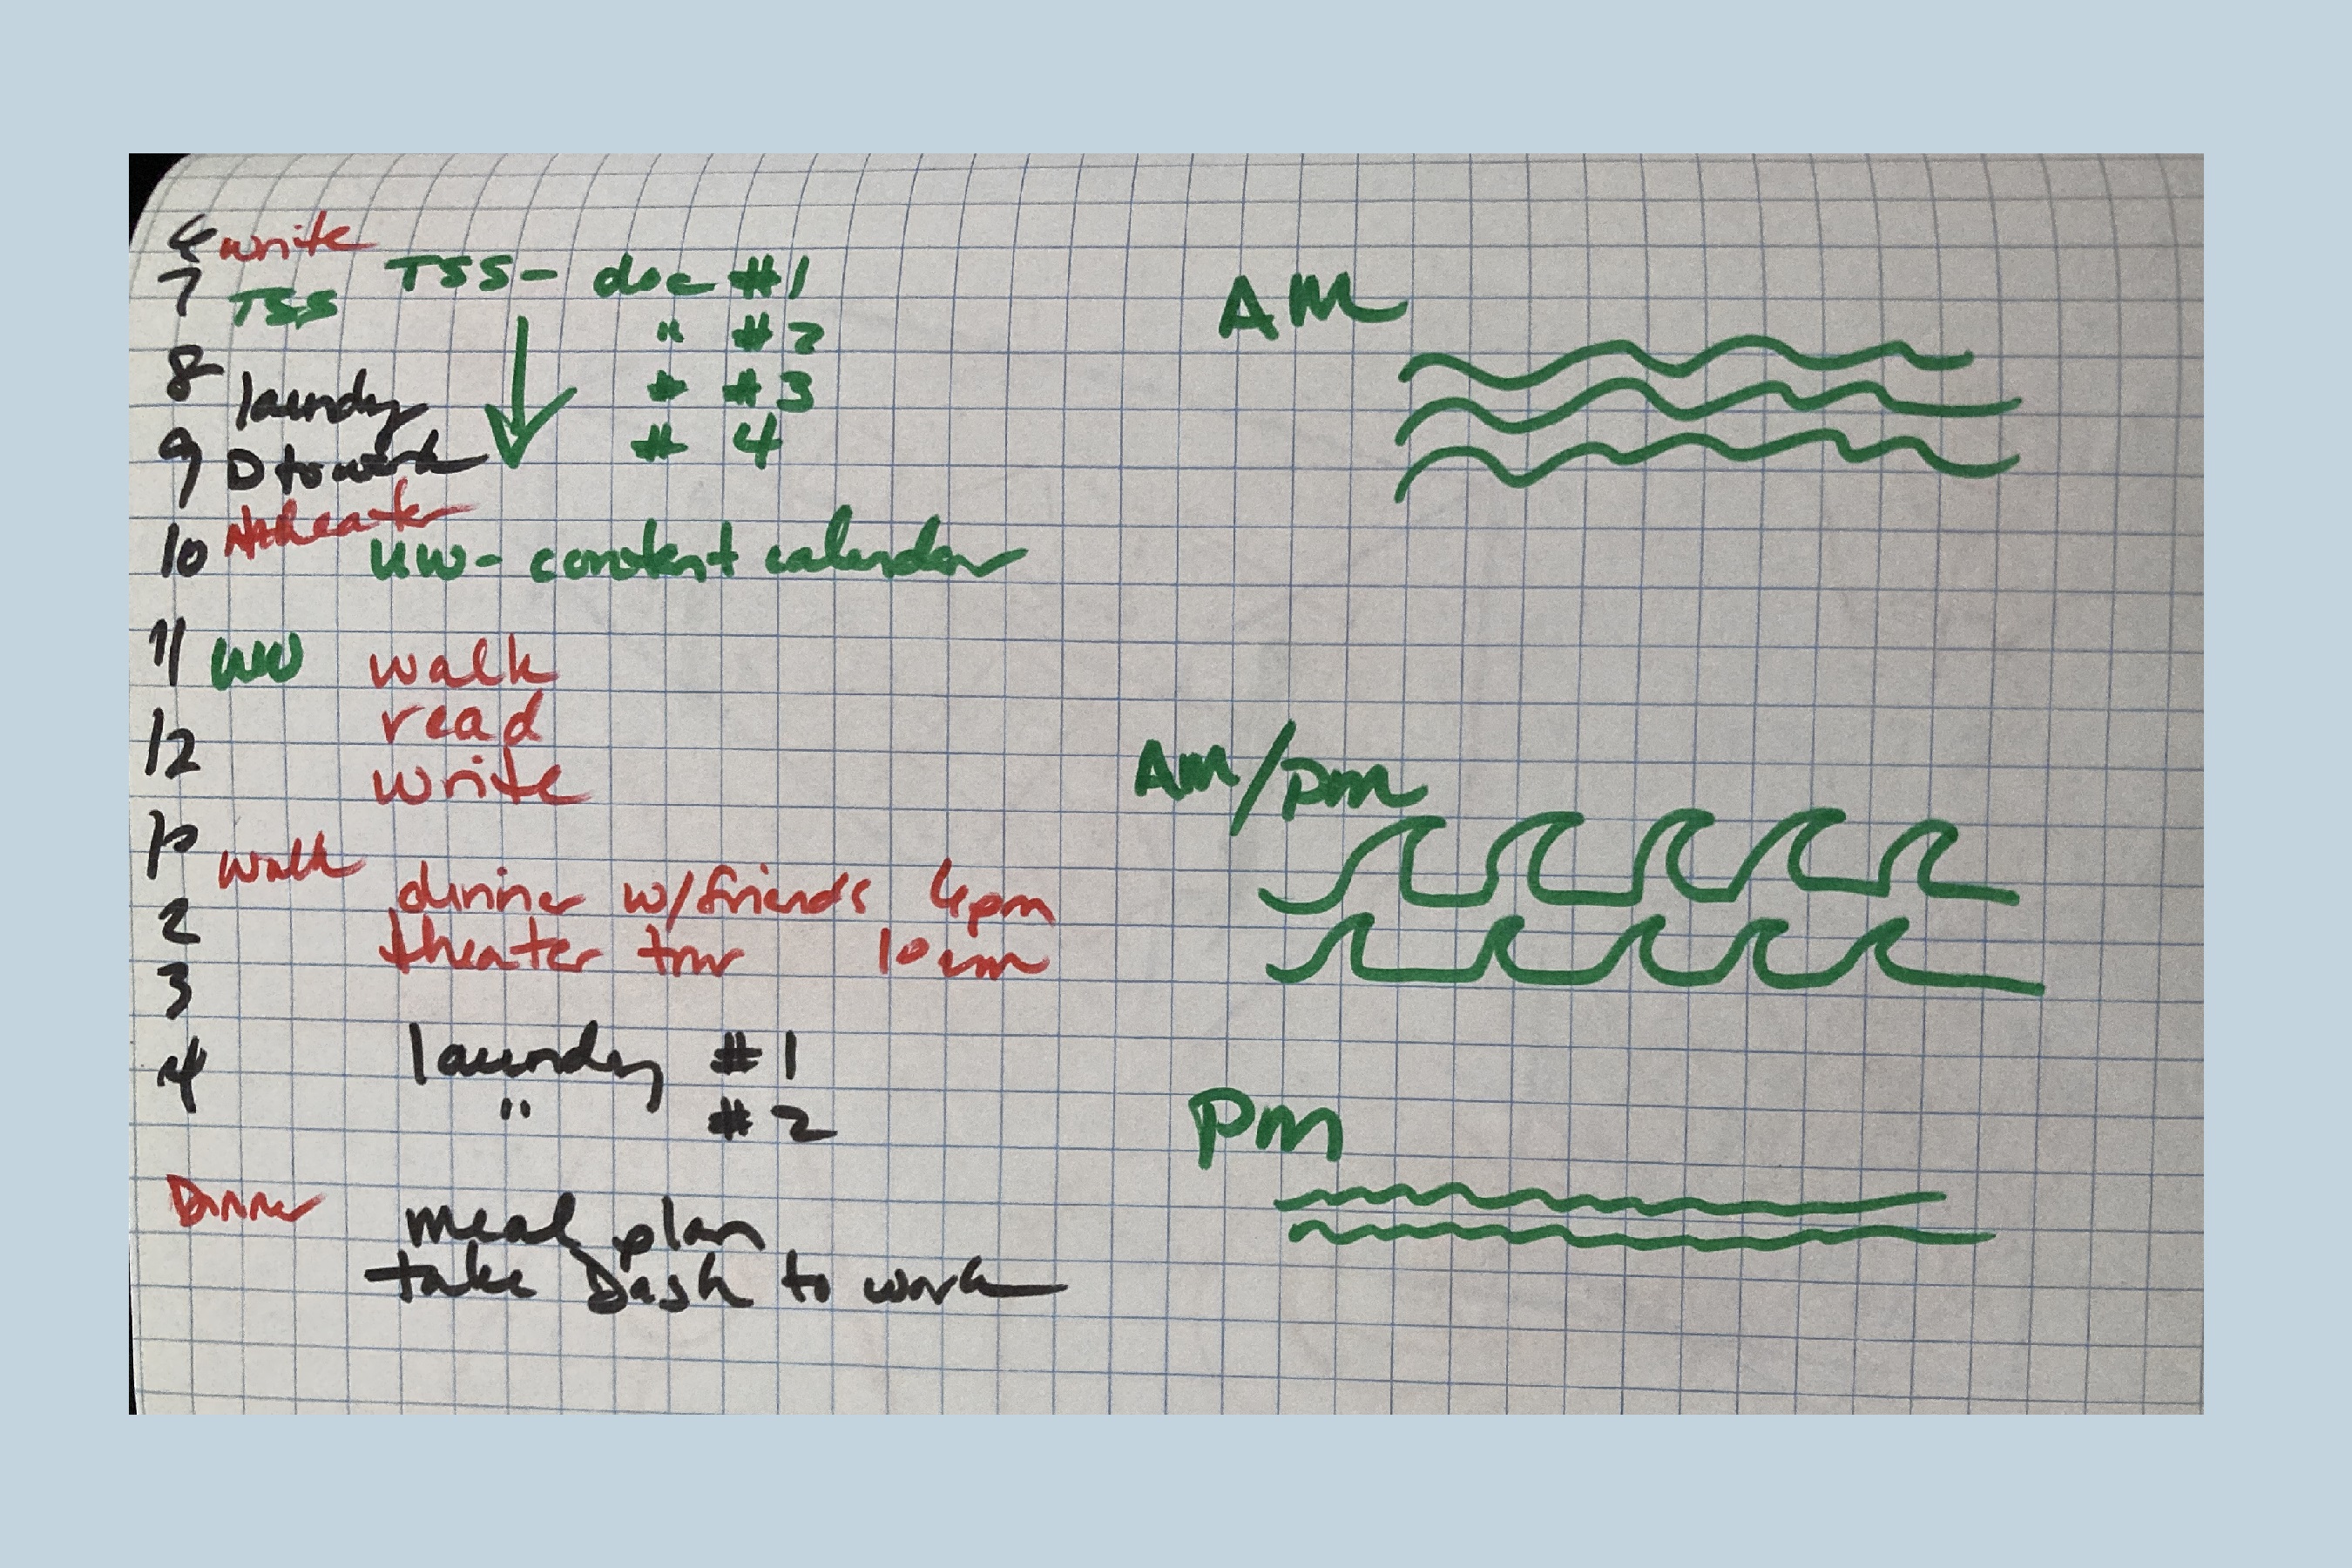 6 write
7 TSS
8 laundry
9 D to work
10 theater
11 UW
12
1p
walk
2
3
4
Dinner
TSS - doc #1
" #2
" #3
# 4
UW - content calendar
walk
read
write
dinner w/friends 6pm
theater tmr 10am
laundry #1
" #2
meal plan
take Dash to work
AM
AM/PM
PM